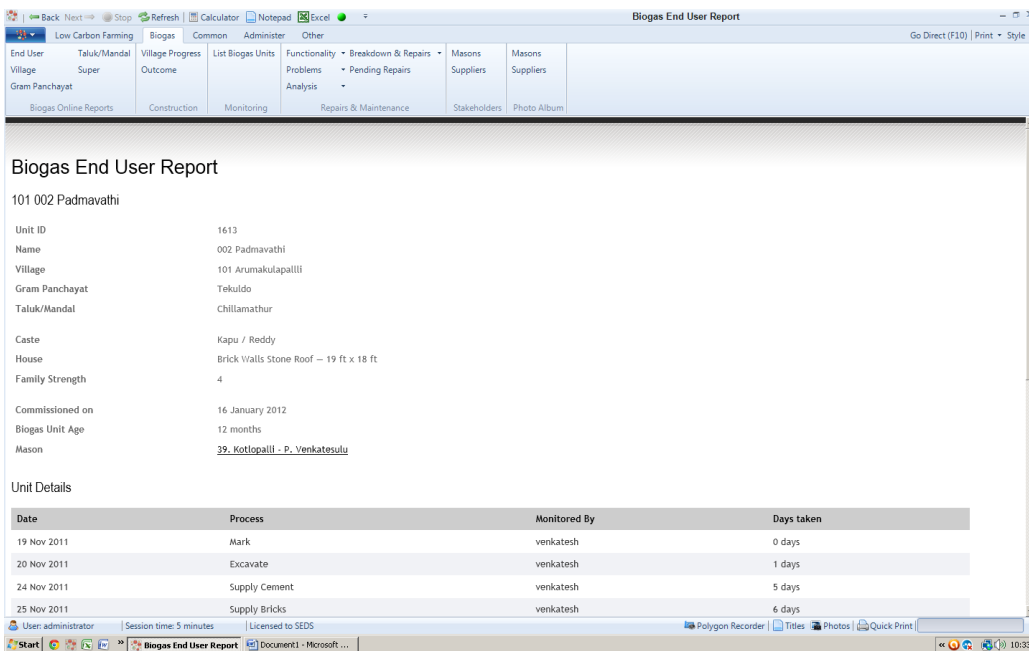 Back Next Stop Refresh Calculator Notepad Excel Biogas End User Report
Low Carbon Farming Biogas Common Administer Other Go Direct (F10) Print Style
End User Taluk/Mandal Village Progress List Biogas Units Functionality Breakdown & Repairs Masons Masons
Village Super Outcome Problems Pending Repairs Suppliers Suppliers
Gram Panchayat Analysis
Biogas Online Reports Construction Monitoring Repairs & Maintenance Stakeholders Photo Album
Biogas End User Report
101 002 Padmavathi
Unit ID 1613
Name 002 Padmavathi
Village 101 Arumakulapallli
Gram Panchayat Tekuldo
Taluk/Mandal Chillamathur
Caste Kapu / Reddy
House Brick Walls Stone Roof — 19 ft x 18 ft
Family Strength 4
Commissioned on 16 January 2012
Biogas Unit Age 12 months
Mason 39. Kotlopalli - P. Venkatesulu
Unit Details
Date Process Monitored By Days taken
19 Nov 2011 Mark venkatesh 0 days
20 Nov 2011 Excavate venkatesh 1 days
24 Nov 2011 Supply Cement venkatesh 5 days
25 Nov 2011 Supply Bricks venkatesh 6 days
User: administrator Session time: 5 minutes Licensed to SEDS Polygon Recorder Titles Photos Quick Print
Start Biogas End User Report Document1 - Microsoft ... 10:33